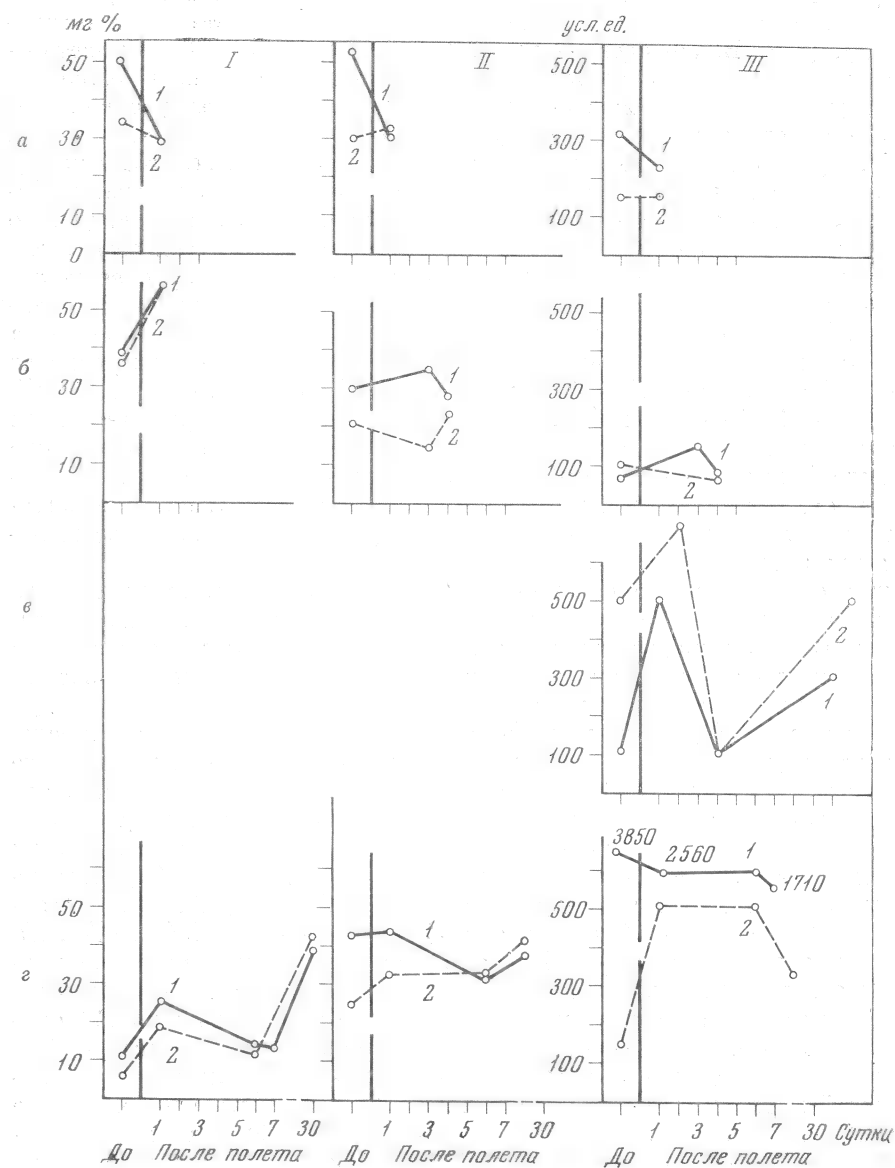 мг % усл. ед.
I II III
50 500
1 1 1
а 30 300
2 2 2
10 100
0
1
50 500
2
б 30 1 300
10 2 100
1
2
в 500
2
300
1
100
3850 2560 1 1710
50 500
1 2
г 30 300
1 2
10 2 100
1 3 5 7 30 1 3 5 7 30 1 4 5 7 30 Сутки
До После полета До После полета До После полета